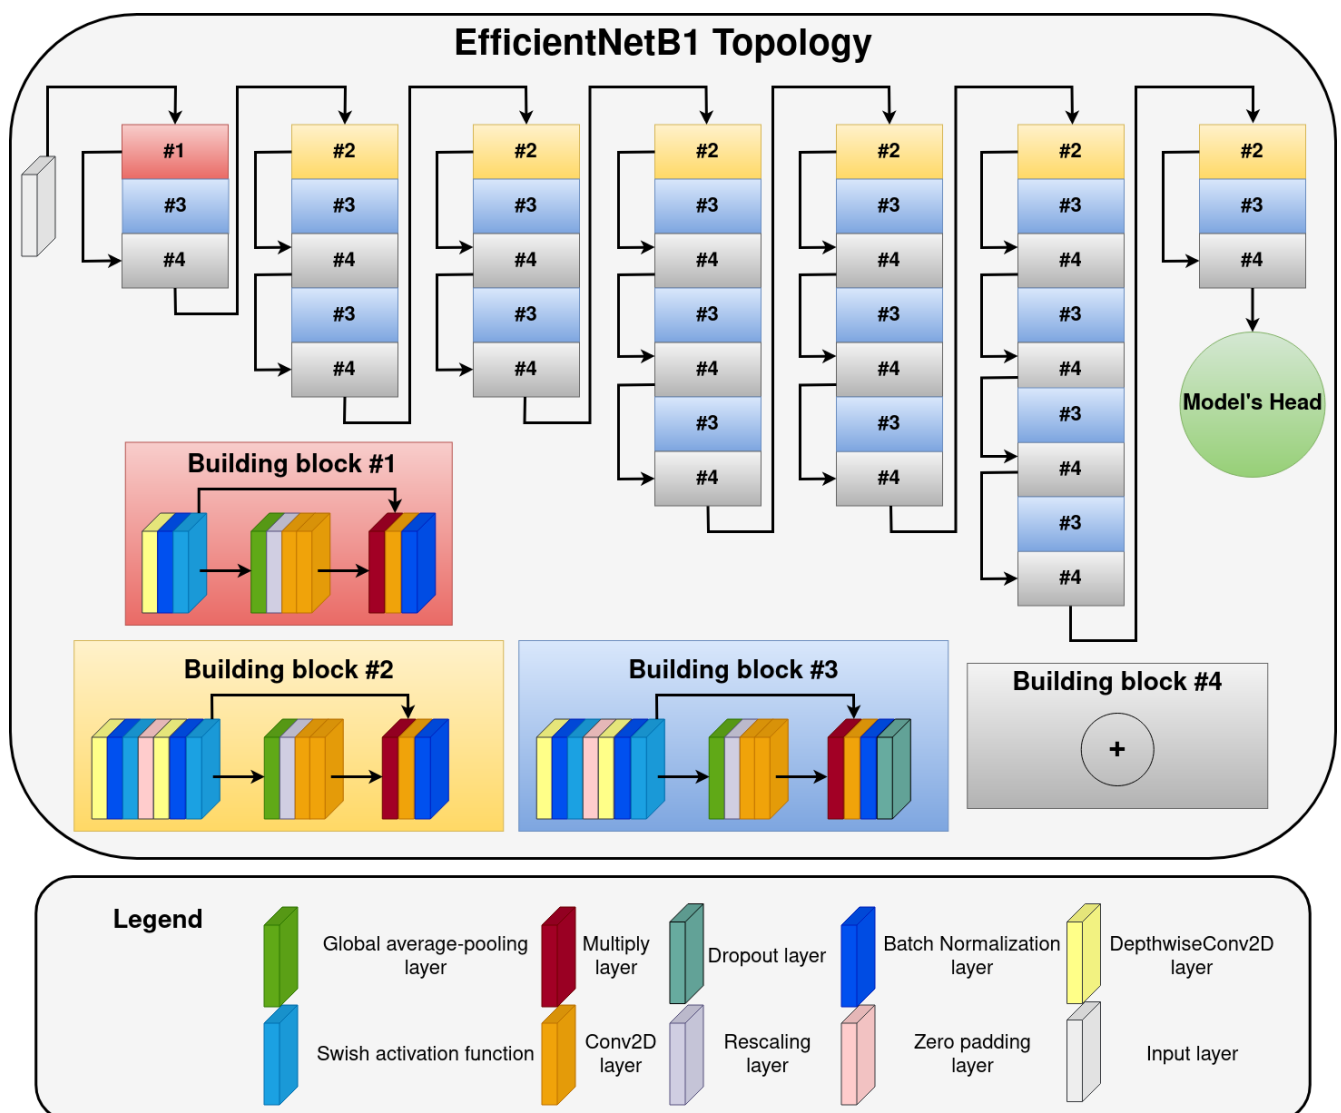 EfficientNetB1 Topology
#1
#3
#4
#2
#3
#4
#3
#4
#2
#3
#4
#3
#4
#2
#3
#4
#3
#4
#3
#4
#2
#3
#4
#3
#4
#3
#4
#2
#3
#4
#3
#4
#3
#4
#3
#4
#2
#3
#4
Model's Head
Building block #1
Building block #2
Building block #3
Building block #4
+
Legend
Global average-pooling
layer
Multiply
layer
Dropout layer
Batch Normalization
layer
DepthwiseConv2D
layer
Swish activation function
Conv2D
layer
Rescaling
layer
Zero padding
layer
Input layer